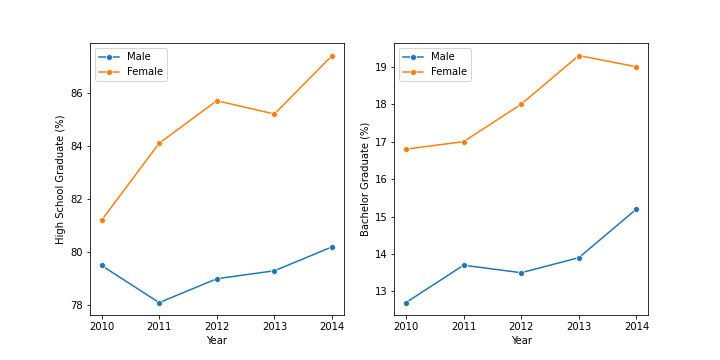 Male
Female
High School Graduate (%)
86
84
82
80
78
2010 2011 2012 2013 2014
Year
Male
Female
Bachelor Graduate (%)
19
18
17
16
15
14
13
2010 2011 2012 2013 2014
Year